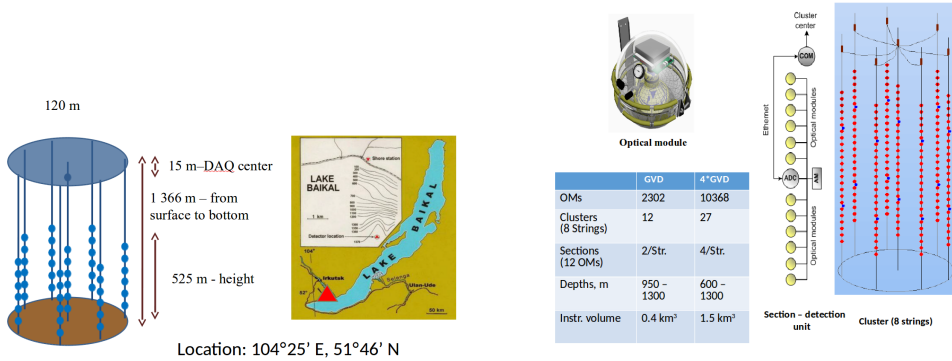 120 m
15 m–DAQ center
1 366 m – from
surface to bottom
525 m - height
Shore station
LAKE
BAIKAL
1 km
Detector location
104°
52°
Irkutsk
LAKE BAIKAL
Selenga
Ulan-Ude
80 km
Location: 104°25’ E, 51°46’ N
Optical module
GVD 4*GVD
OMs 2302 10368
Clusters
(8 Strings) 12 27
Sections
(12 OMs) 2/Str. 4/Str.
Depths, m 950 –
1300 600 –
1300
Instr. volume 0.4 km³ 1.5 km³
Cluster
center
COM
Ethernet
Optical modules
ADC
AM
Optical modules
Section – detection
unit
Cluster (8 strings)